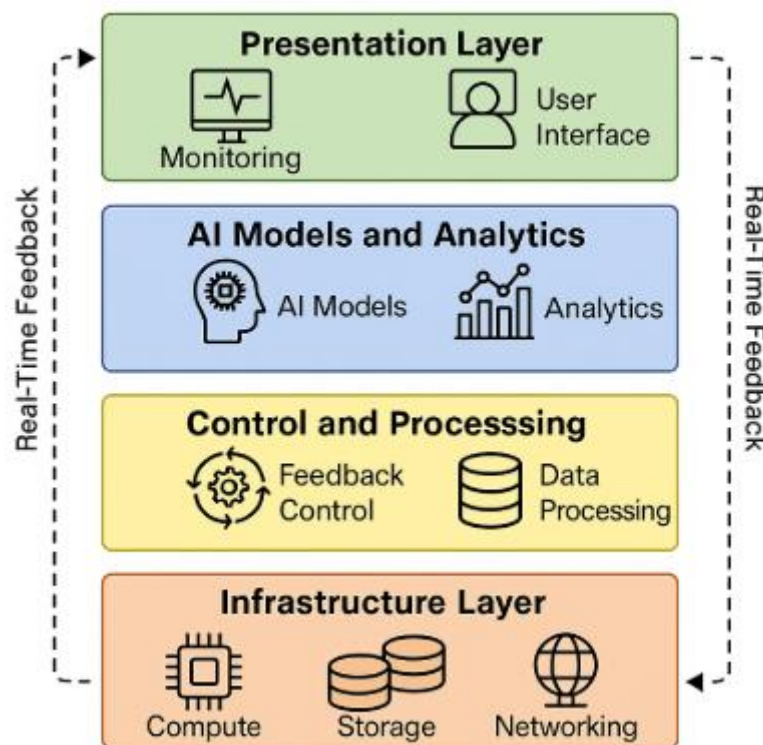 Presentation Layer
Monitoring
User
Interface
AI Models and Analytics
AI Models
Analytics
Control and Processsing
Feedback
Control
Data
Processing
Infrastructure Layer
Compute
Storage
Networking
Real-Time Feedback
Real-Time Feedback